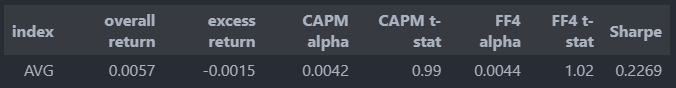 index overall return excess return CAPM alpha CAPM t-stat FF4 alpha FF4 t-stat Sharpe
AVG 0.0057 -0.0015 0.0042 0.99 0.0044 1.02 0.2269